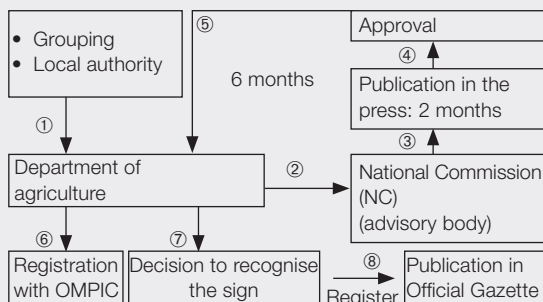 • Grouping
• Local authority
⑤
Approval
6 months
④
Publication in the
press: 2 months
①
③
Department of
agriculture
②
National Commission
(NC)
(advisory body)
⑥
⑦
Registration
with OMPIC
Decision to recognise
the sign
⑧
Register
Publication in
Official Gazette